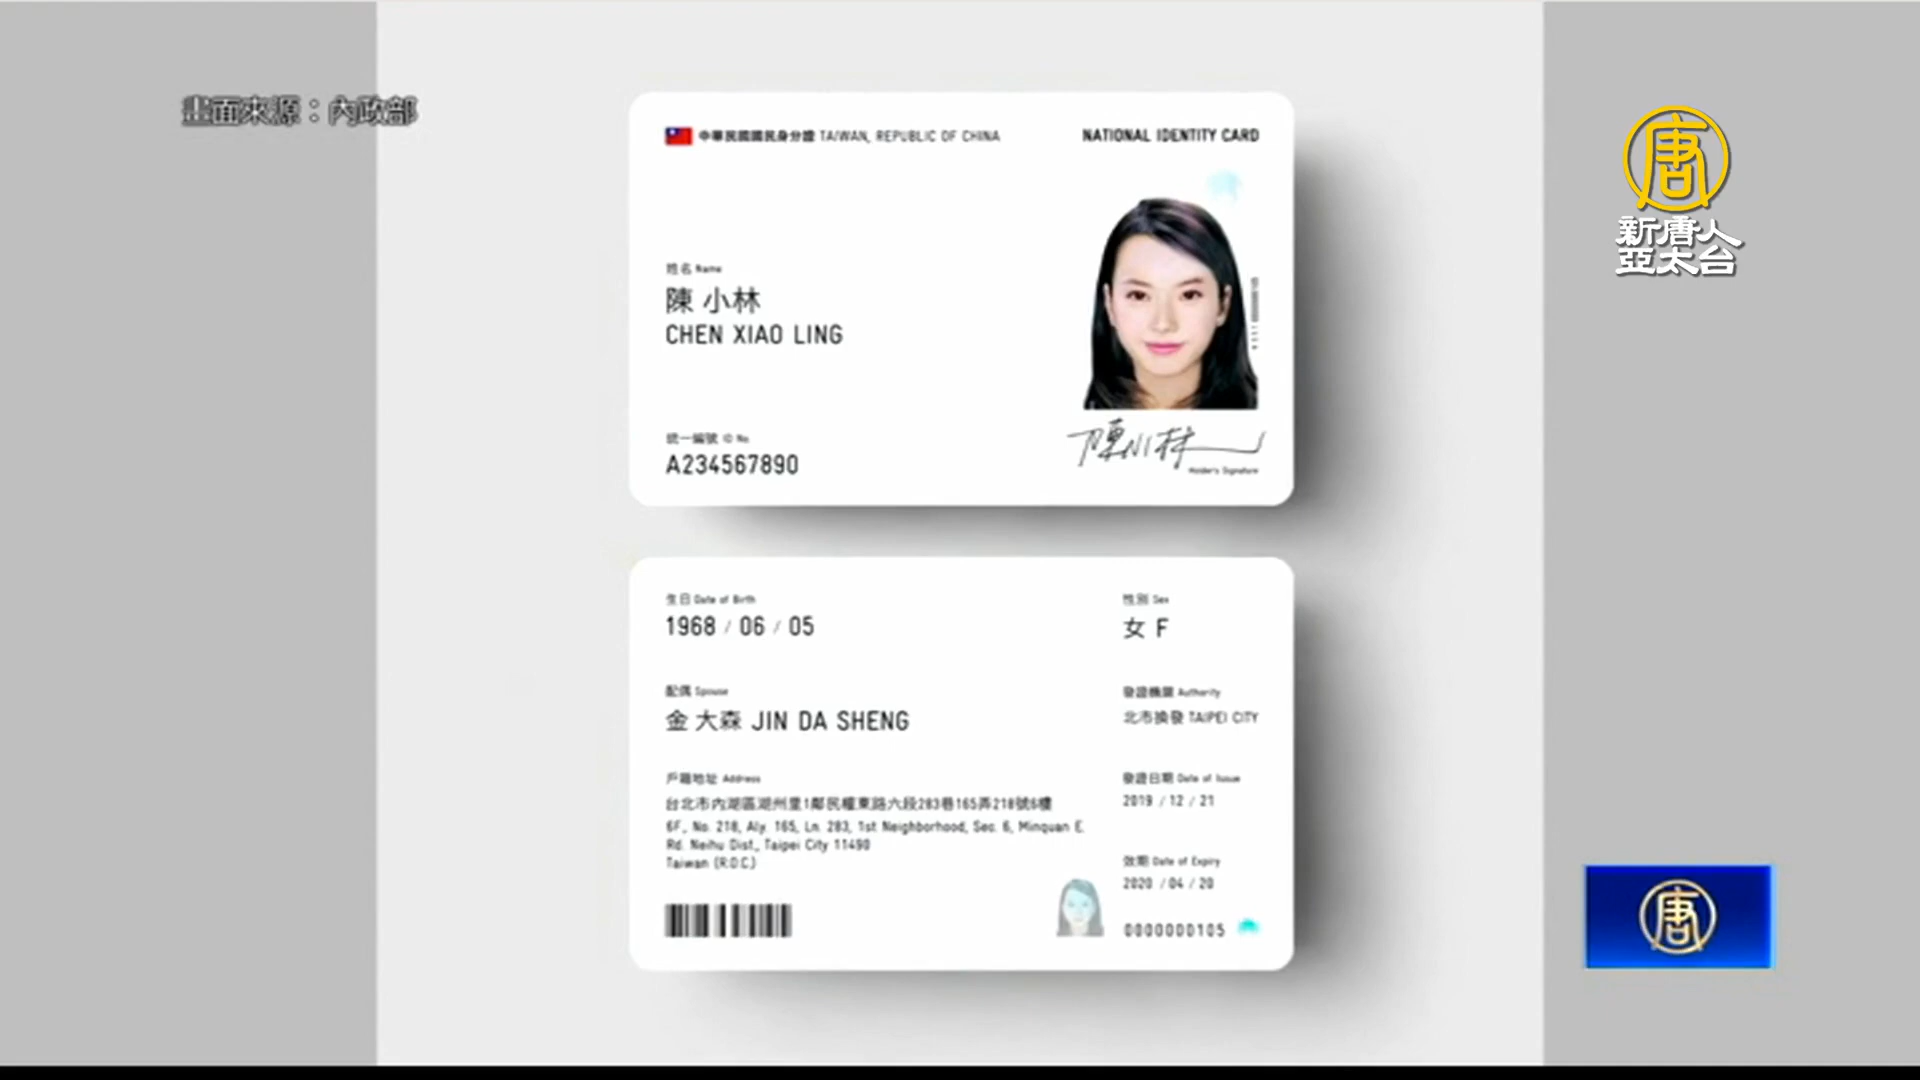 畫面來源：內政部
唐
新唐人
亞太台
中華民國國民身分證 TAIWAN, REPUBLIC OF CHINA
NATIONAL IDENTITY CARD
姓名 Name
陳 小林
CHEN XIAO LING
統一編號 ID No
A234567890
陳小林
Holder's Signature
生日 Date of Birth
1968 / 06 / 05
性別 Sex
女 F
配偶 Spouse
金 大森 JIN DA SHENG
發證機關 Authority
北市換發 TAIPEI CITY
戶籍地址 Address
台北市內湖區湖州里1鄰民權東路六段283巷165弄218號6樓
6F., No. 218, Aly. 165, Ln. 283, 1st Neighborhood, Sec. 6, Minquan E.
Rd. Neihu Dist., Taipei City 11490
Taiwan (R.O.C.)
發證日期 Date of Issue
2019 / 12 / 21
效期 Date of Expiry
2020 / 04 / 20
0000000105
唐